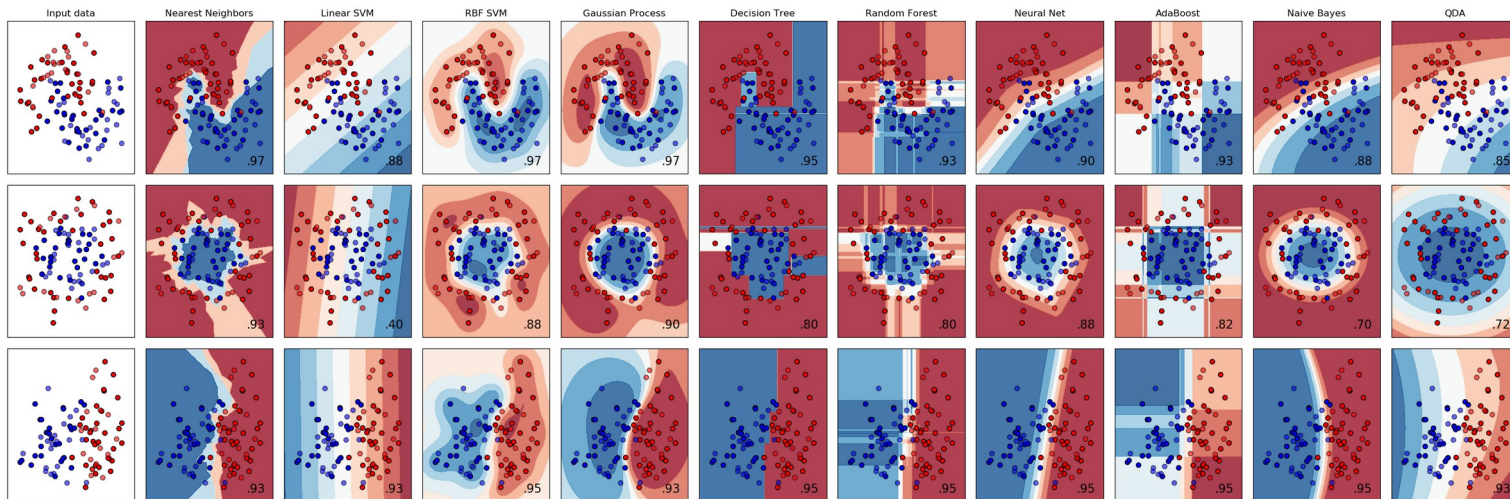 Input data Nearest Neighbors Linear SVM RBF SVM Gaussian Process Decision Tree Random Forest Neural Net AdaBoost Naive Bayes QDA
.97 .88 .97 .97 .95 .93 .90 .93 .88 .85
.93 .40 .88 .90 .80 .80 .88 .82 .70 .72
.93 .93 .95 .93 .95 .95 .95 .95 .95 .93